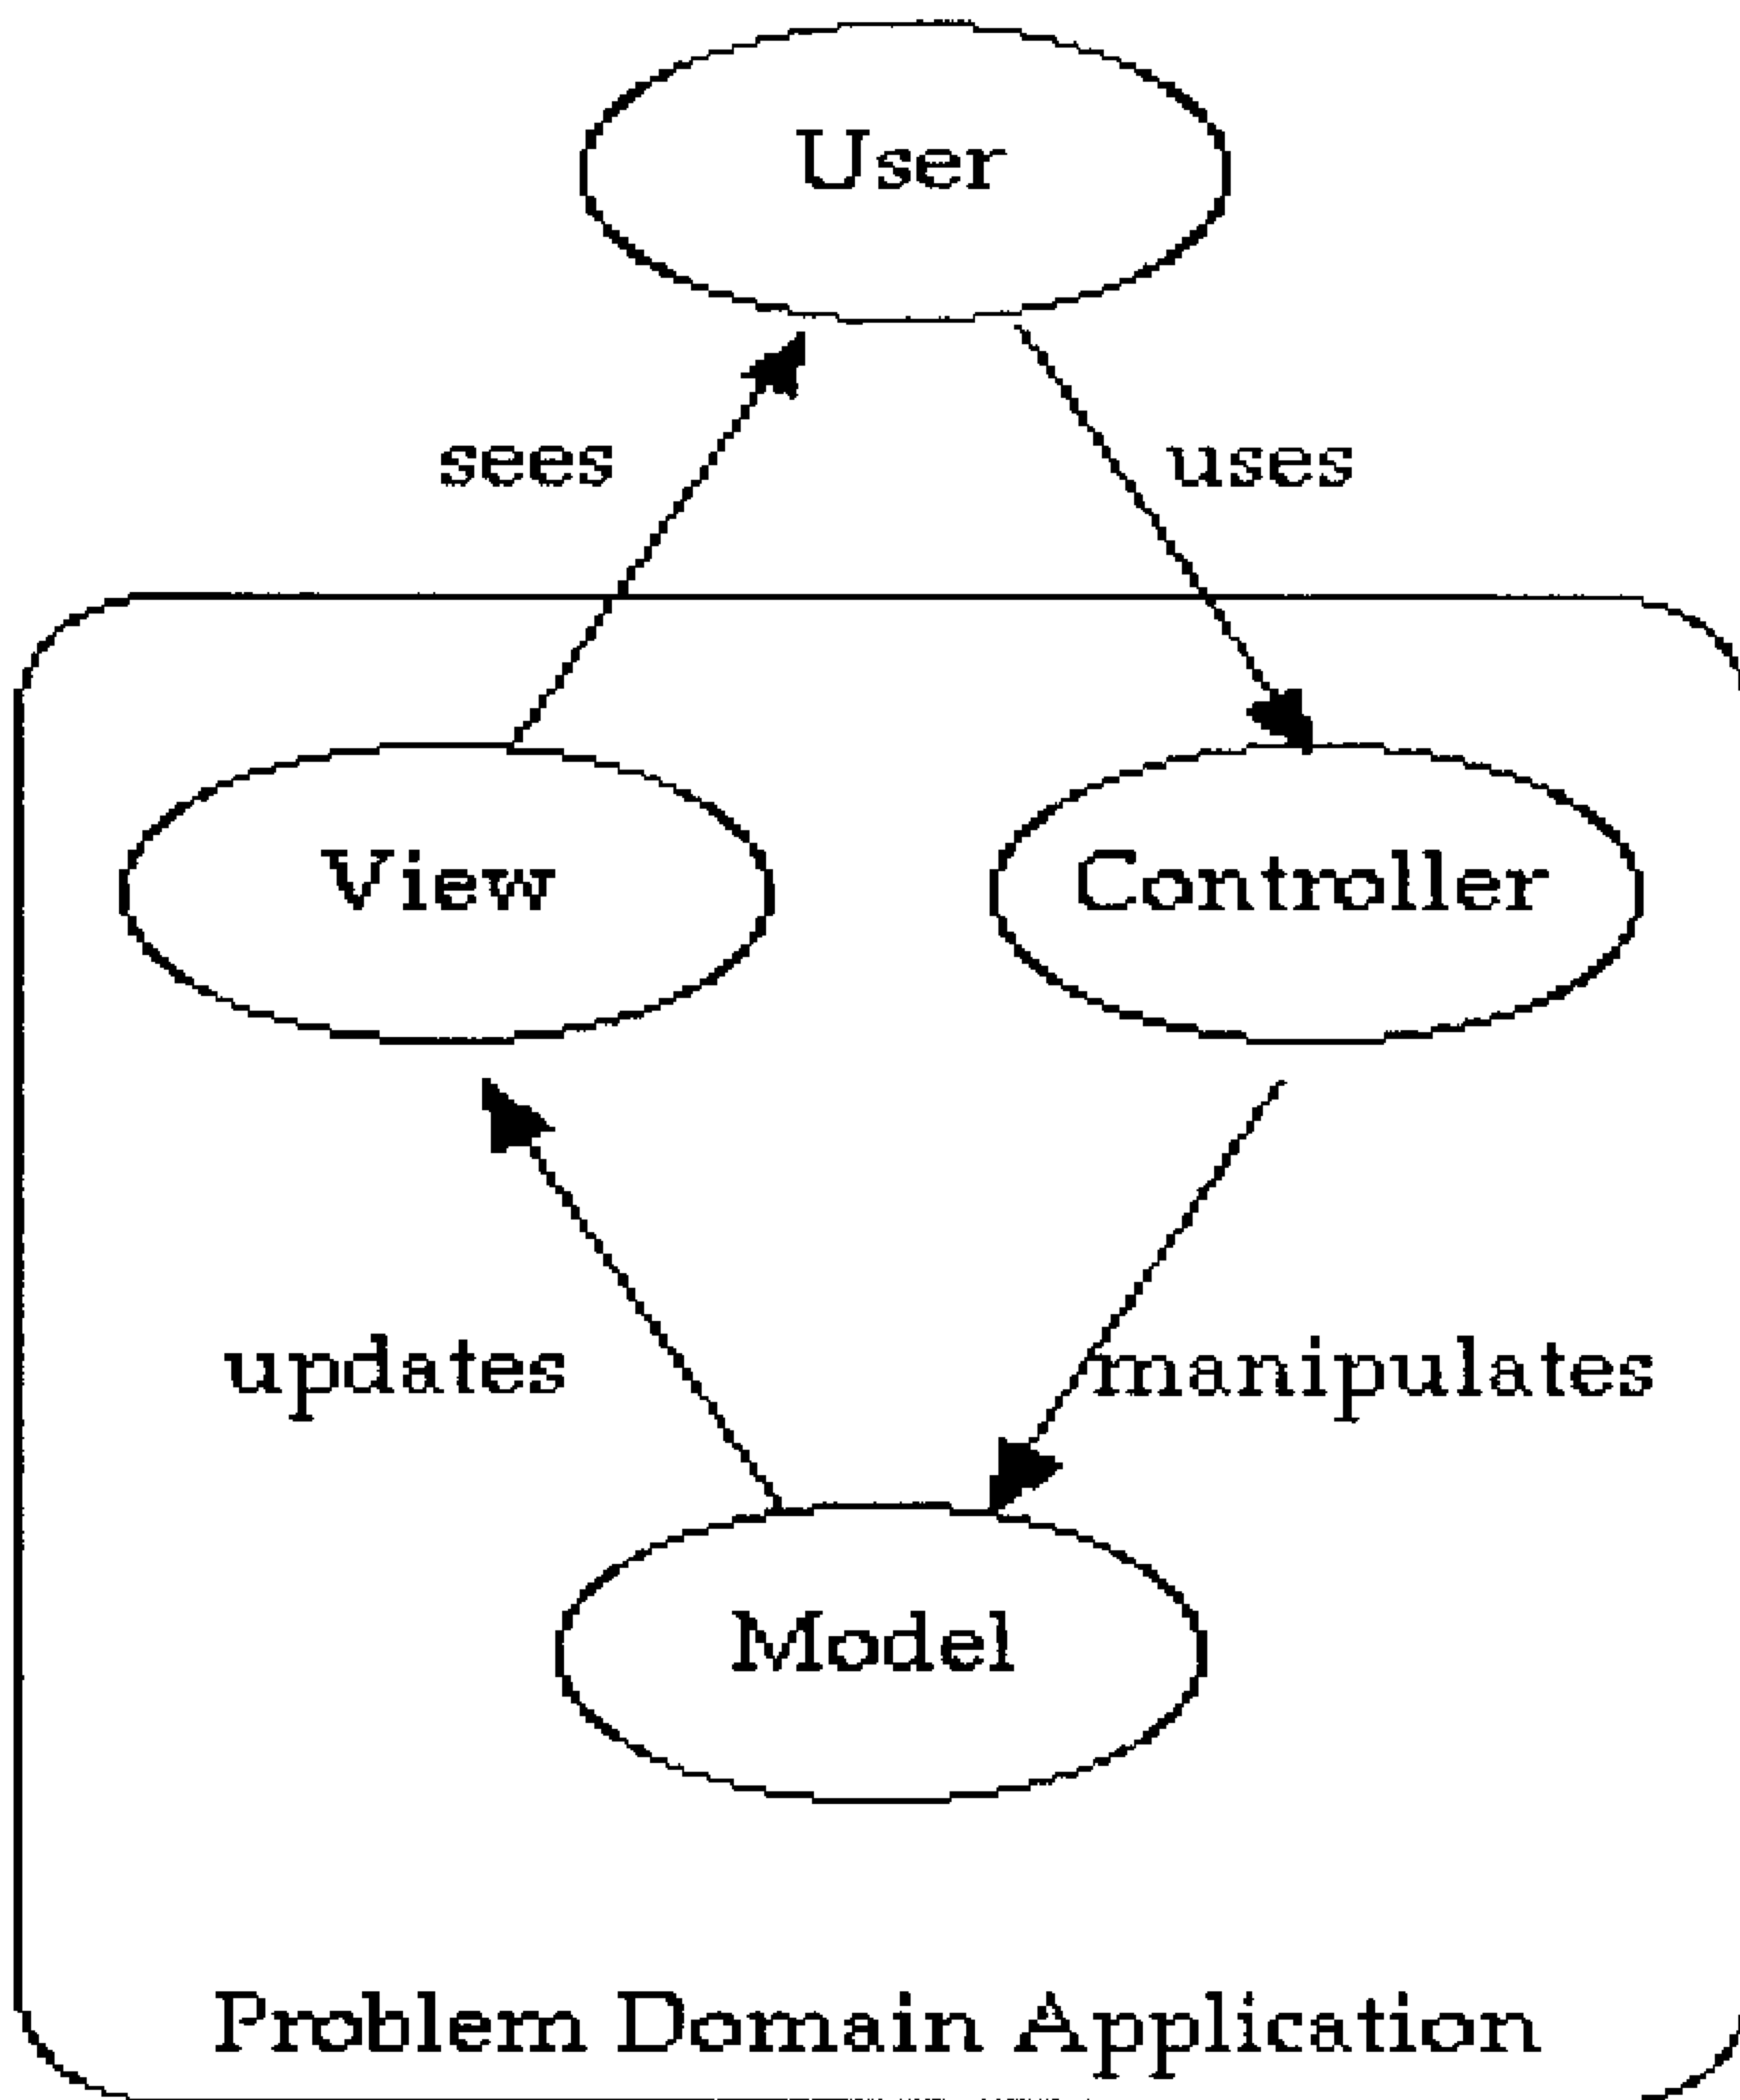 User
sees
uses
View
Controller
updates
manipulates
Model
Problem Domain Application